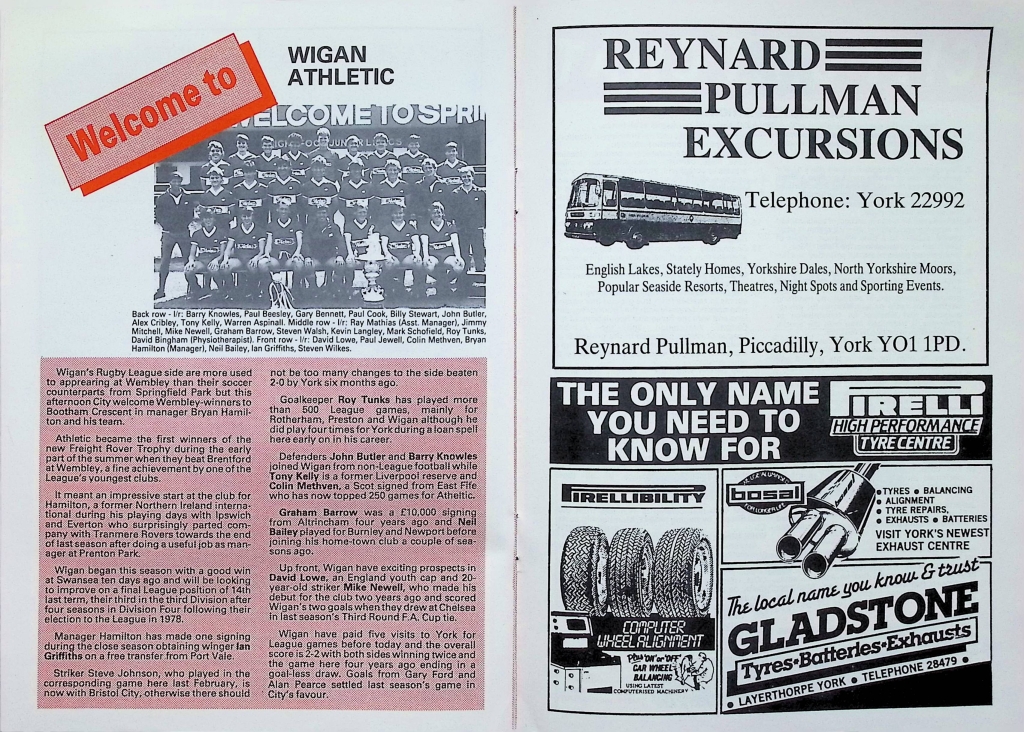 Welcome to
WIGAN
ATHLETIC
WELCOME TO SPRI
Back row - l/r: Barry Knowles, Paul Beesley, Gary Bennett, Paul Cook, Billy Stewart, John Butler,
Alex Cribley, Tony Kelly, Warren Aspinall. Middle row - l/r: Ray Mathias (Asst. Manager), Jimmy
Mitchell, Mike Newell, Graham Barrow, Steven Walsh, Kevin Langley, Mark Schofield, Roy Tunks,
David Bingham (Physiotherapist). Front row - l/r: David Lowe, Paul Jewell, Colin Methven, Bryan
Hamilton (Manager), Neil Bailey, Ian Griffiths, Steven Wilkes.
Wigan's Rugby League side are more used
to apprearing at Wembley than their soccer
counterparts from Springfield Park but this
afternoon City welcome Wembley-winners to
Bootham Crescent in manager Bryan Hamil-
ton and his team.
Athletic became the first winners of the
new Freight Rover Trophy during the early
part of the summer when they beat Brentford
at Wembley, a fine achievement by one of the
League's youngest clubs.
It meant an impressive start at the club for
Hamilton, a former Northern Ireland inter-
national during his playing days with Ipswich
and Everton who surprisingly parted com-
pany with Tranmere Rovers towards the end
of last season after doing a useful job as man-
ager at Prenton Park.
Wigan began this season with a good win
at Swansea ten days ago and will be looking
to improve on a final League position of 14th
last term, their third in the third Division after
four seasons in Division Four following their
election to the League in 1978.
Manager Hamilton has made one signing
during the close season obtaining winger Ian
Griffiths on a free transfer from Port Vale.
Striker Steve Johnson, who played in the
corresponding game here last February, is
now with Bristol City, otherwise there should
not be too many changes to the side beaten
2-0 by York six months ago.
Goalkeeper Roy Tunks has played more
than 500 League games, mainly for
Rotherham, Preston and Wigan although he
did play four times for York during a loan spell
here early on in his career.
Defenders John Butler and Barry Knowles
joined Wigan from non-League football while
Tony Kelly is a former Liverpool reserve and
Colin Methven, a Scot signed from East Fife
who has now topped 250 games for Atheltic.
Graham Barrow was a £10,000 signing
from Altrincham four years ago and Neil
Bailey played for Burnley and Newport before
joining his home-town club a couple of sea-
sons ago.
Up front, Wigan have exciting prospects in
David Lowe, an England youth cap and 20-
year-old striker Mike Newell, who made his
debut for the club two years ago and scored
Wigan's two goals when they drew at Chelsea
in last season's Third Round F.A. Cup tie.
Wigan have paid five visits to York for
League games before today and the overall
score is 2-2 with both sides winning twice and
the game here four years ago ending in a
goal-less draw. Goals from Gary Ford and
Alan Pearce settled last season's game in
City's favour.
REYNARD
PULLMAN
EXCURSIONS
Telephone: York 22992
English Lakes, Stately Homes, Yorkshire Dales, North Yorkshire Moors,
Popular Seaside Resorts, Theatres, Night Spots and Sporting Events.
Reynard Pullman, Piccadilly, York YO1 1PD.
THE ONLY NAME
YOU NEED TO
KNOW FOR
PIRELLI
HIGH PERFORMANCE
TYRE CENTRE
PIRELLIBILITY
COMPUTER
WHEEL ALIGNMENT
Plus 'ON' or 'OFF'
CAR WHEEL
BALANCING
USING LATEST
COMPUTERISED MACHINERY
bosal
FOR LONGER LIFE
• TYRES • BALANCING
• ALIGNMENT
• TYRE REPAIRS,
• EXHAUSTS • BATTERIES
VISIT YORK'S NEWEST
EXHAUST CENTRE
The local name you know & trust
GLADSTONE
Tyres•Batteries•Exhausts
• LAYERTHORPE YORK • TELEPHONE 28479 •